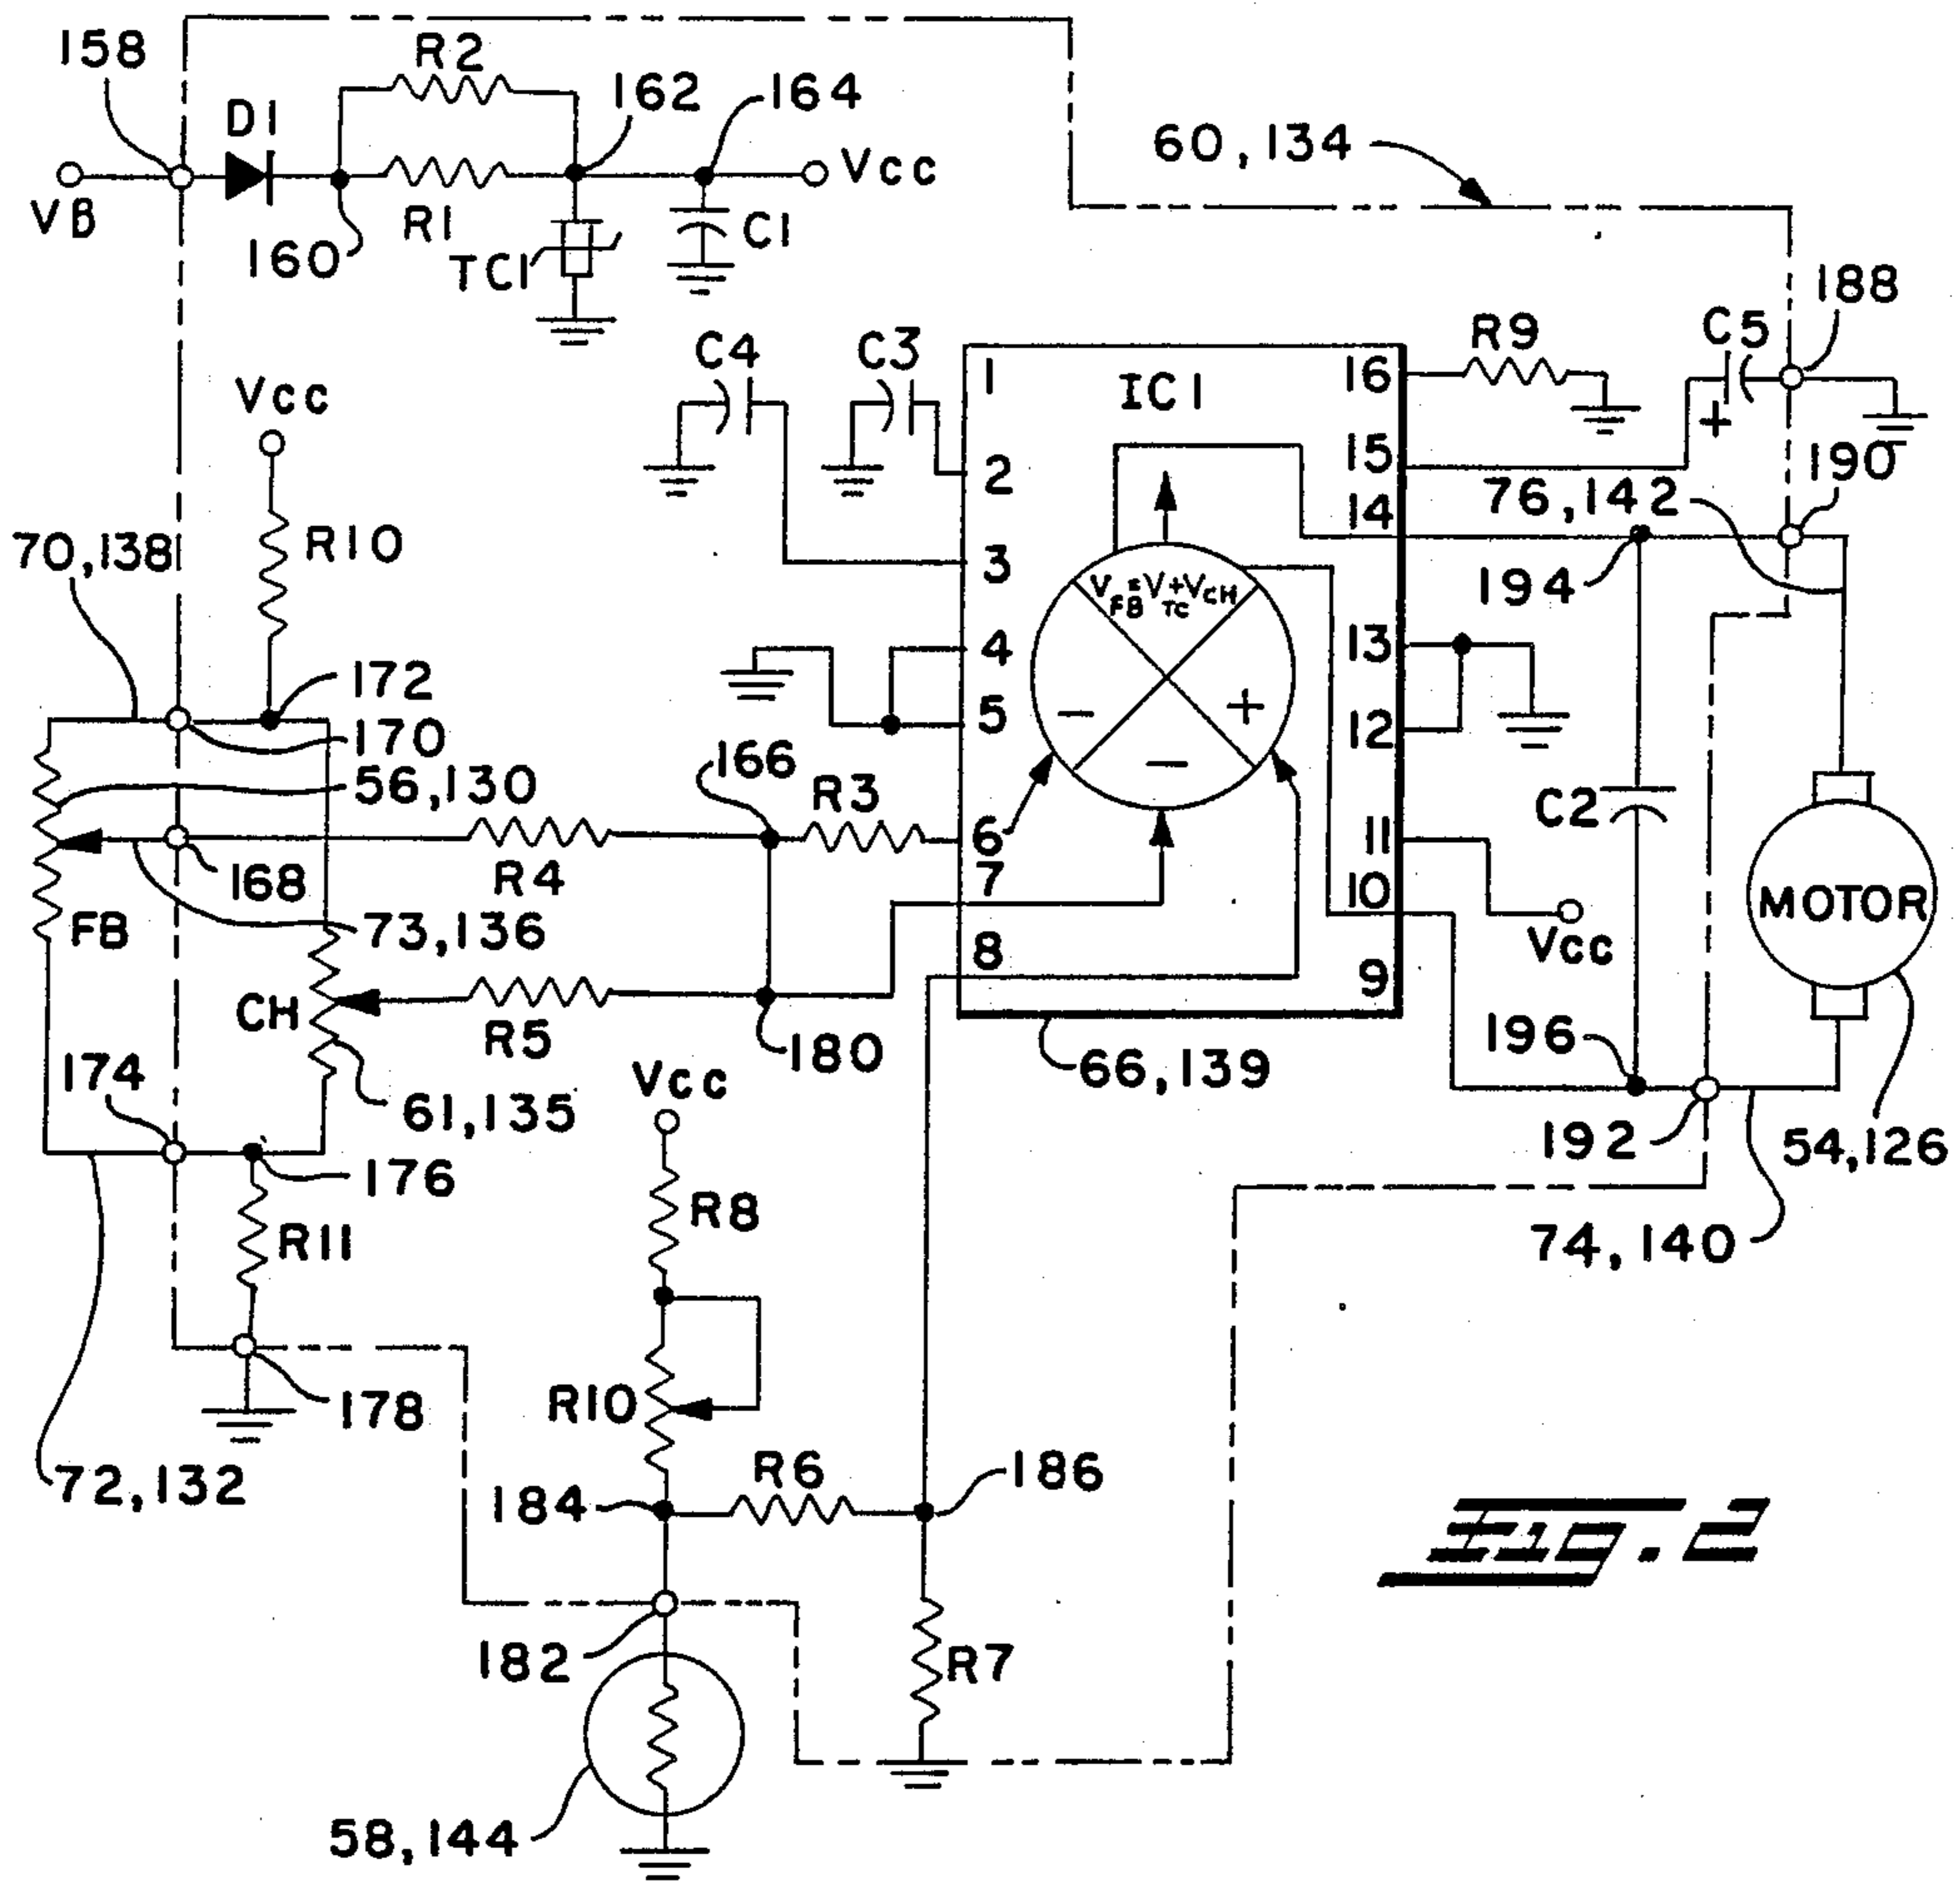 158
R2
162
164
D1
60,134
VB
160
R1
TC1
C1
Vcc
188
C4
C3
1
IC1
16
R9
C5
+
Vcc
2
15
190
14
76,142
70,138
R10
3
194
VFB=VTC+VCH
4
13
172
5
−
+
12
170
166
−
56,130
R3
C2
6
11
168
R4
7
10
MOTOR
FB
73,136
Vcc
8
9
CH
R5
180
196
174
Vcc
66,139
61,135
192
54,126
176
R8
R11
74,140
R10
178
72,132
184
R6
186
Fig. 2
182
R7
58,144